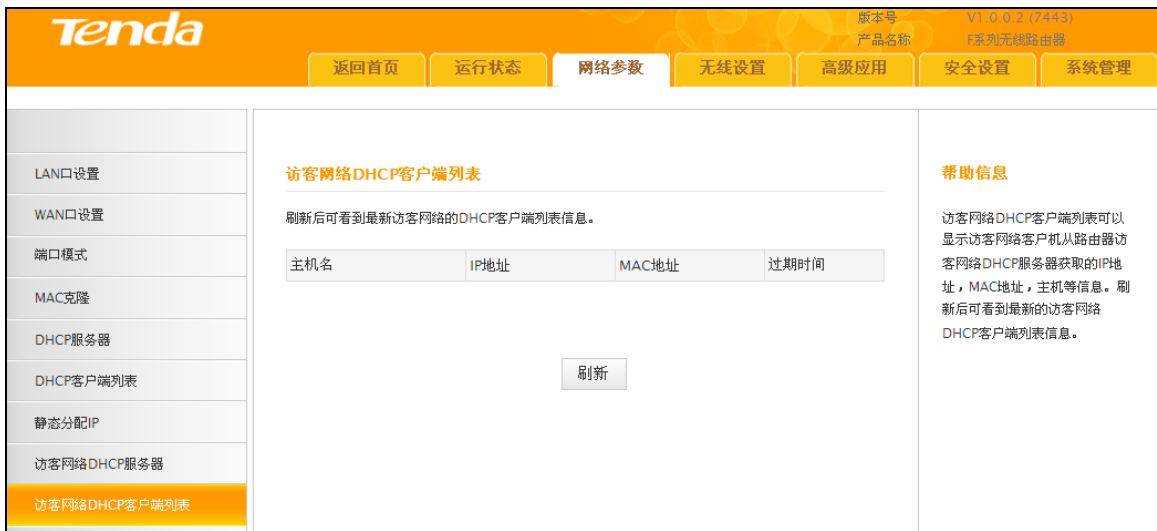 Tenda
版本号 V1.0.0.2 (7443)
产品名称 F系列无线路由器
返回首页 运行状态 网络参数 无线设置 高级应用 安全设置 系统管理
LAN口设置
WAN口设置
端口模式
MAC克隆
DHCP服务器
DHCP客户端列表
静态分配IP
访客网络DHCP服务器
访客网络DHCP客户端列表
访客网络DHCP客户端列表
刷新后可看到最新访客网络的DHCP客户端列表信息。
主机名 IP地址 MAC地址 过期时间
刷新
帮助信息
访客网络DHCP客户端列表可以
显示访客网络客户机从路由器访
客网络DHCP服务器获取的IP地
址，MAC地址，主机等信息。刷
新后可看到最新的访客网络
DHCP客户端列表信息。